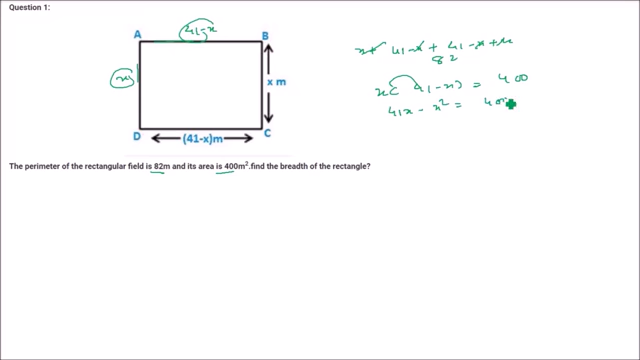 Question 1:
41-x
A
B
x
x m
D
C
(41-x)m
x + 41-x + 41-x + x
82
x( 41-x) = 400
41x - x² = 400
The perimeter of the rectangular field is 82m and its area is 400m².find the breadth of the rectangle?